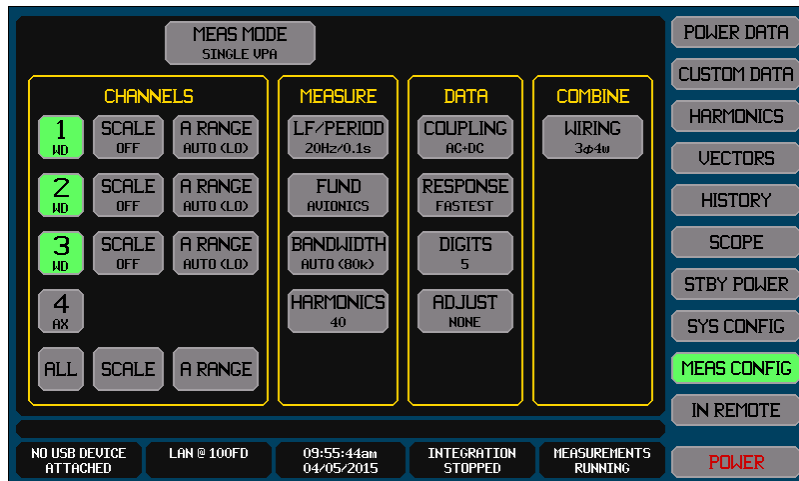 MEAS MODE
SINGLE VPA
CHANNELS
1
WD
SCALE
OFF
A RANGE
AUTO (LO)
2
WD
SCALE
OFF
A RANGE
AUTO (LO)
3
WD
SCALE
OFF
A RANGE
AUTO (LO)
4
AX
ALL
SCALE
A RANGE
MEASURE
LF/PERIOD
20Hz/0.1s
FUND
AVIONICS
BANDWIDTH
AUTO (80k)
HARMONICS
40
DATA
COUPLING
AC+DC
RESPONSE
FASTEST
DIGITS
5
ADJUST
NONE
COMBINE
WIRING
3ф4w
POWER DATA
CUSTOM DATA
HARMONICS
VECTORS
HISTORY
SCOPE
STBY POWER
SYS CONFIG
MEAS CONFIG
IN REMOTE
POWER
NO USB DEVICE
ATTACHED
LAN @ 100FD
09:55:44am
04/05/2015
INTEGRATION
STOPPED
MEASUREMENTS
RUNNING